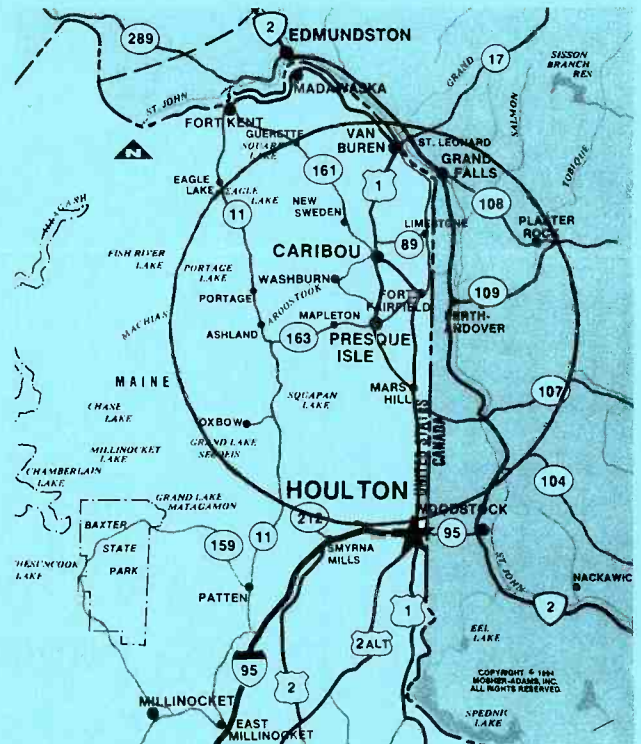 2
EDMUNDSTON
289
17
SISSON
BRANCH
RES
GRAND
MADAWASKA
ST. JOHN
SALMON
FORT KENT
N
GUERETTE
SQUARE
LAKE
VAN
BUREN
ST. LEONARD
GRAND
FALLS
TOBIQUE
161
EAGLE
LAKE
EAGLE
LAKE
1
108
11
NEW
SWEDEN
LIMESTONE
PLASTER
ROCK
89
FISH RIVER
LAKE
CARIBOU
PORTAGE
LAKE
WASHBURN
109
PORTAGE
AROOSTOOK
FORT
FAIRFIELD
MACHIAS
MAPLETON
PERTH-
ANDOVER
ASHLAND
163
PRESQUE
ISLE
MAINE
MARS
HILL
107
SQUAPAN
LAKE
CHASE
LAKE
OXBOW
UNITED STATES
CANADA
MILLINOCKET
LAKE
GRAND LAKE
SEBOEIS
CHAMBERLAIN
LAKE
HOULTON
104
GRAND LAKE
MATAGAMON
212
WOODSTOCK
BAXTER
STATE
PARK
159
11
95
SMYRNA
MILLS
CHESUNCOOK
LAKE
ST. JOHN
NACKAWIC
PATTEN
1
2
2 ALT
EEL
LAKE
95
2
COPYRIGHT © 1994
MOSHER-ADAMS, INC.
ALL RIGHTS RESERVED.
MILLINOCKET
SPEDNIC
LAKE
EAST
MILLINOCKET